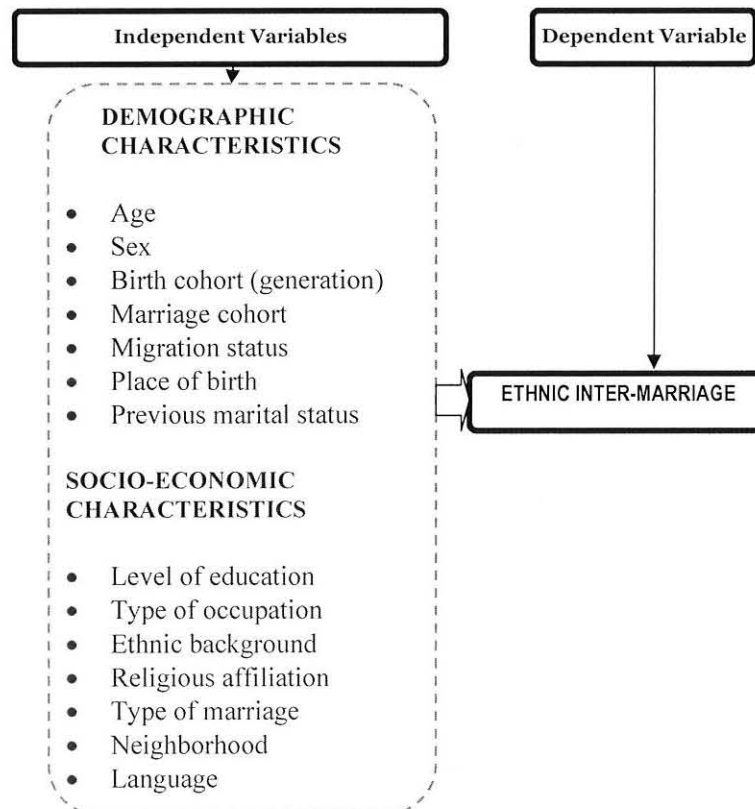 Independent Variables
Dependent Variable
DEMOGRAPHIC
CHARACTERISTICS
• Age
• Sex
• Birth cohort (generation)
• Marriage cohort
• Migration status
• Place of birth
• Previous marital status
ETHNIC INTER-MARRIAGE
SOCIO-ECONOMIC
CHARACTERISTICS
• Level of education
• Type of occupation
• Ethnic background
• Religious affiliation
• Type of marriage
• Neighborhood
• Language